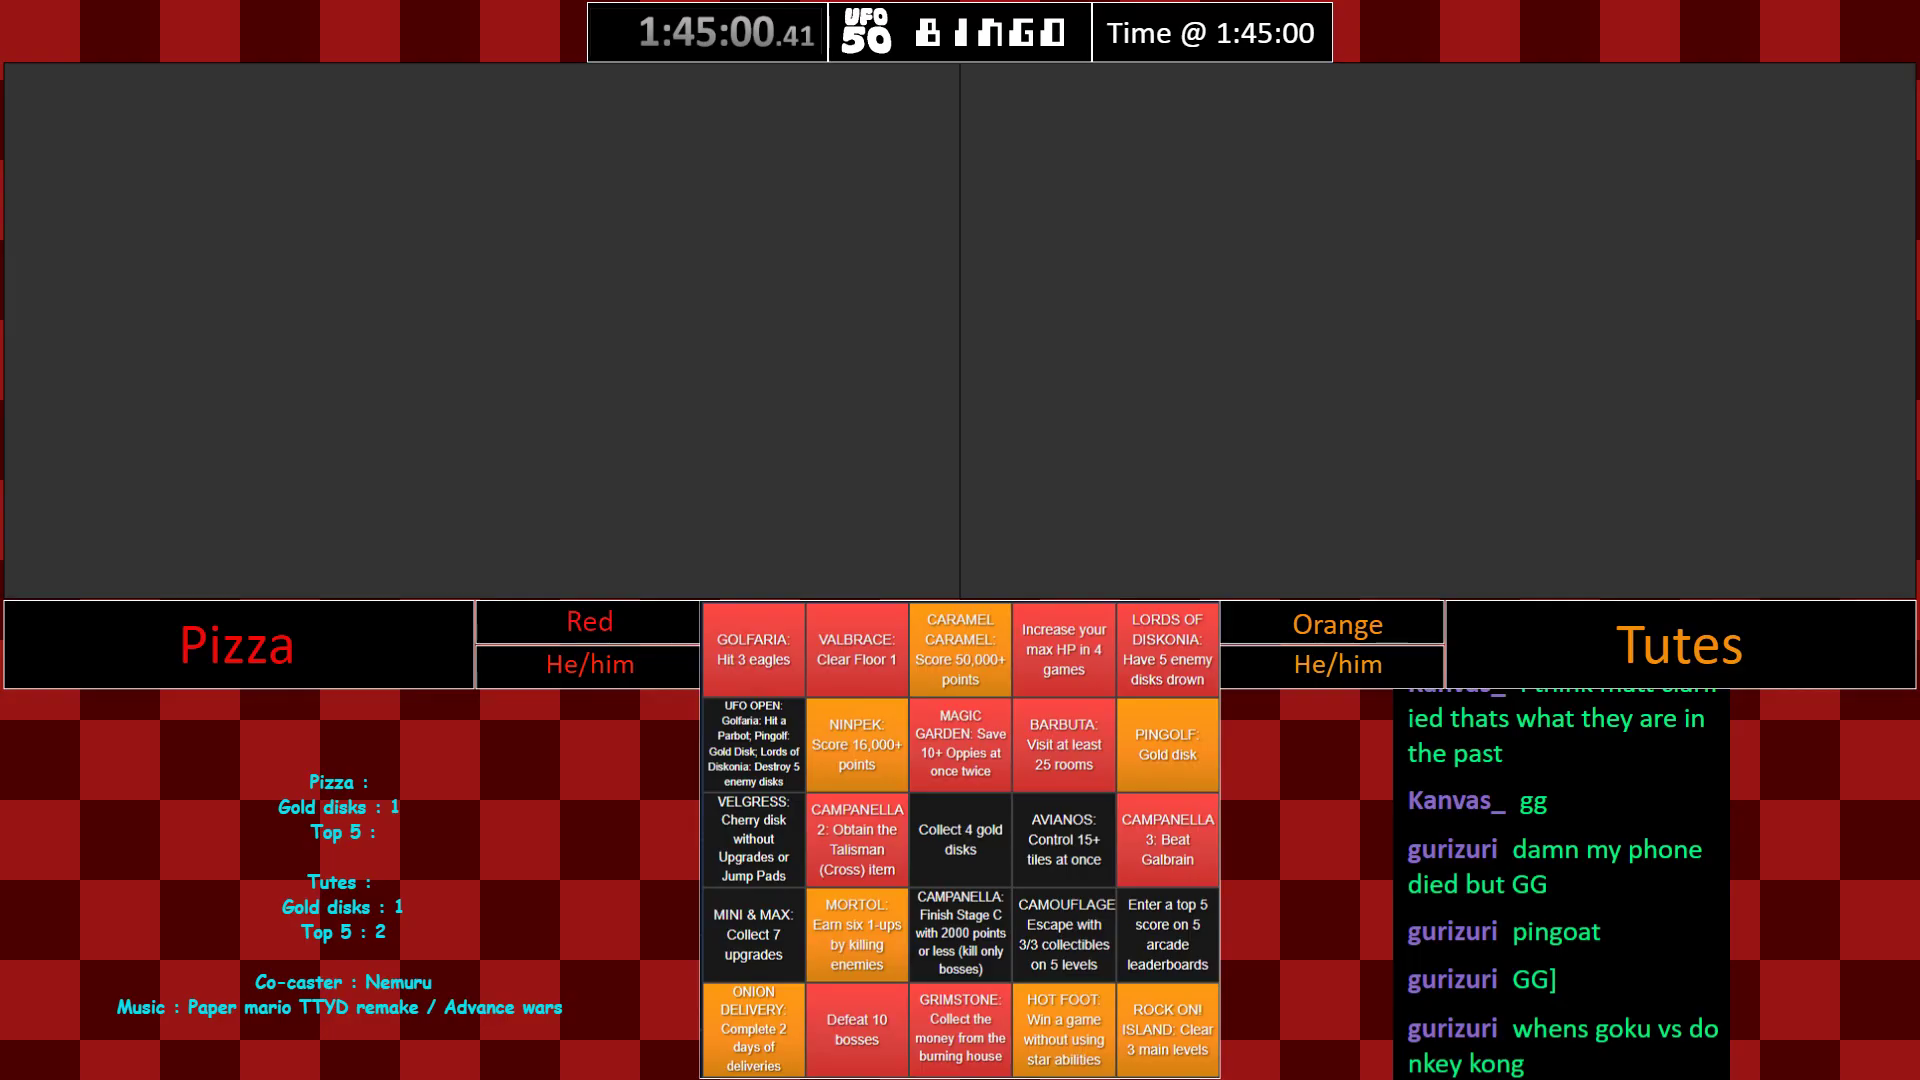 1:45:00.41
UFO
50
BINGO
Time @ 1:45:00
Pizza
Red
He/him
Orange
He/him
Tutes
GOLFARIA:
Hit 3 eagles
VALBRACE:
Clear Floor 1
CARAMEL
CARAMEL:
Score 50,000+
points
Increase your
max HP in 4
games
LORDS OF
DISKONIA:
Have 5 enemy
disks drown
UFO OPEN:
Golfaria: Hit a
Parbot; Pingolf:
Gold Disk; Lords of
Diskonia: Destroy 5
enemy disks
NINPEK:
Score 16,000+
points
MAGIC
GARDEN: Save
10+ Oppies at
once twice
BARBUTA:
Visit at least
25 rooms
PINGOLF:
Gold disk
VELGRESS:
Cherry disk
without
Upgrades or
Jump Pads
CAMPANELLA
2: Obtain the
Talisman
(Cross) item
Collect 4 gold
disks
AVIANOS:
Control 15+
tiles at once
CAMPANELLA
3: Beat
Galbrain
MINI & MAX:
Collect 7
upgrades
MORTOL:
Earn six 1-ups
by killing
enemies
CAMPANELLA:
Finish Stage C
with 2000 points
or less (kill only
bosses)
CAMOUFLAGE
Escape with
3/3 collectibles
on 5 levels
Enter a top 5
score on 5
arcade
leaderboards
ONION
DELIVERY:
Complete 2
days of
deliveries
Defeat 10
bosses
GRIMSTONE:
Collect the
money from the
burning house
HOT FOOT:
Win a game
without using
star abilities
ROCK ON!
ISLAND: Clear
3 main levels
Pizza :
Gold disks : 1
Top 5 :
Tutes :
Gold disks : 1
Top 5 : 2
Co-caster : Nemuru
Music : Paper mario TTYD remake / Advance wars
Kanvas_ i think matt clarif
ied thats what they are in
the past
Kanvas_ gg
gurizuri damn my phone
died but GG
gurizuri pingoat
gurizuri GG]
gurizuri whens goku vs do
nkey kong